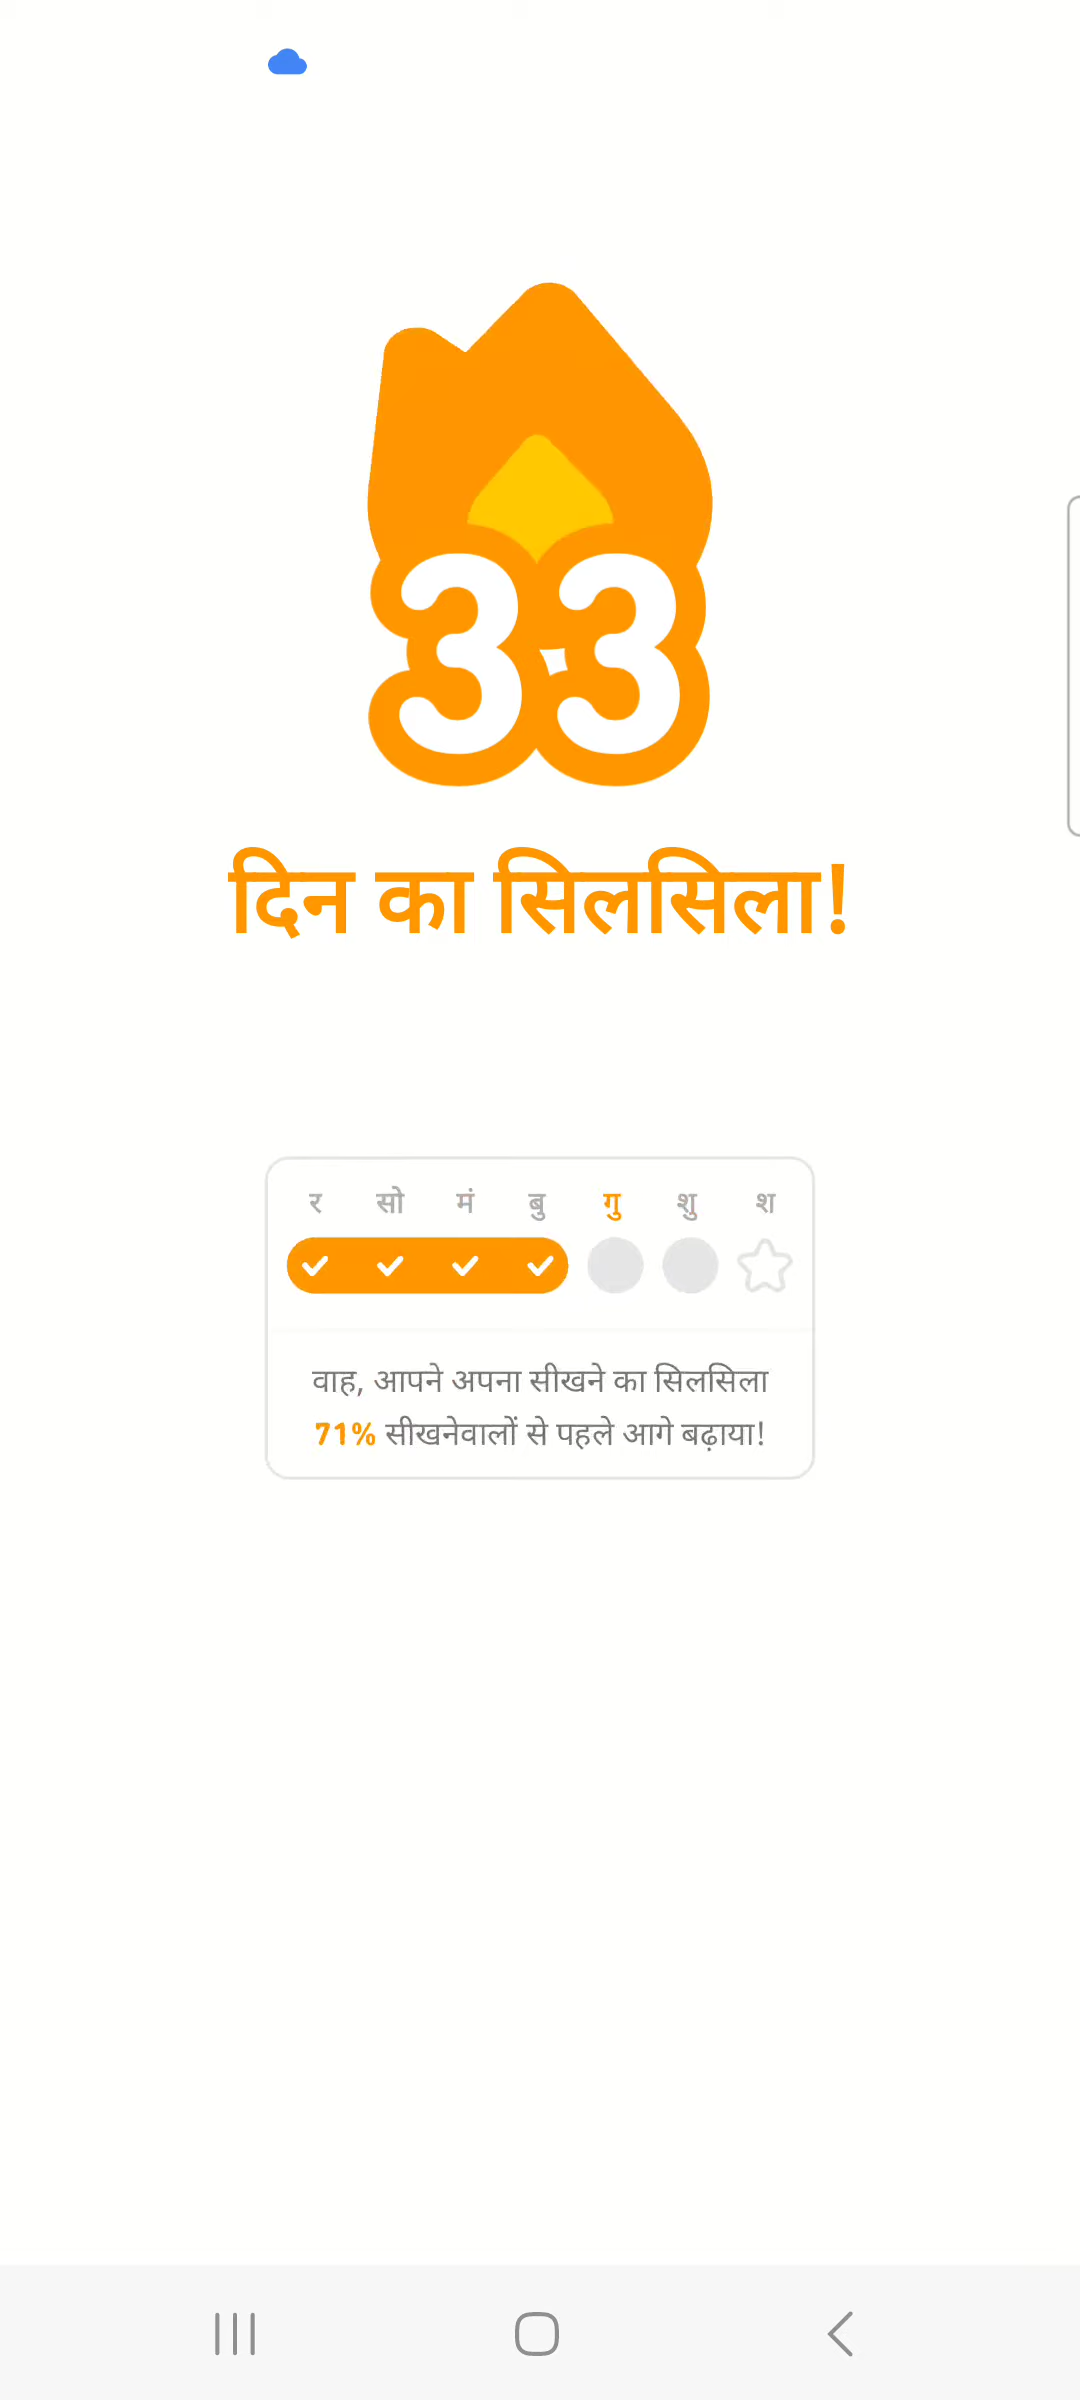 33
दिन का सिलसिला!
र सो मं बु गु शु श
वाह, आपने अपना सीखने का सिलसिला
71% सीखनेवालों से पहले आगे बढ़ाया!